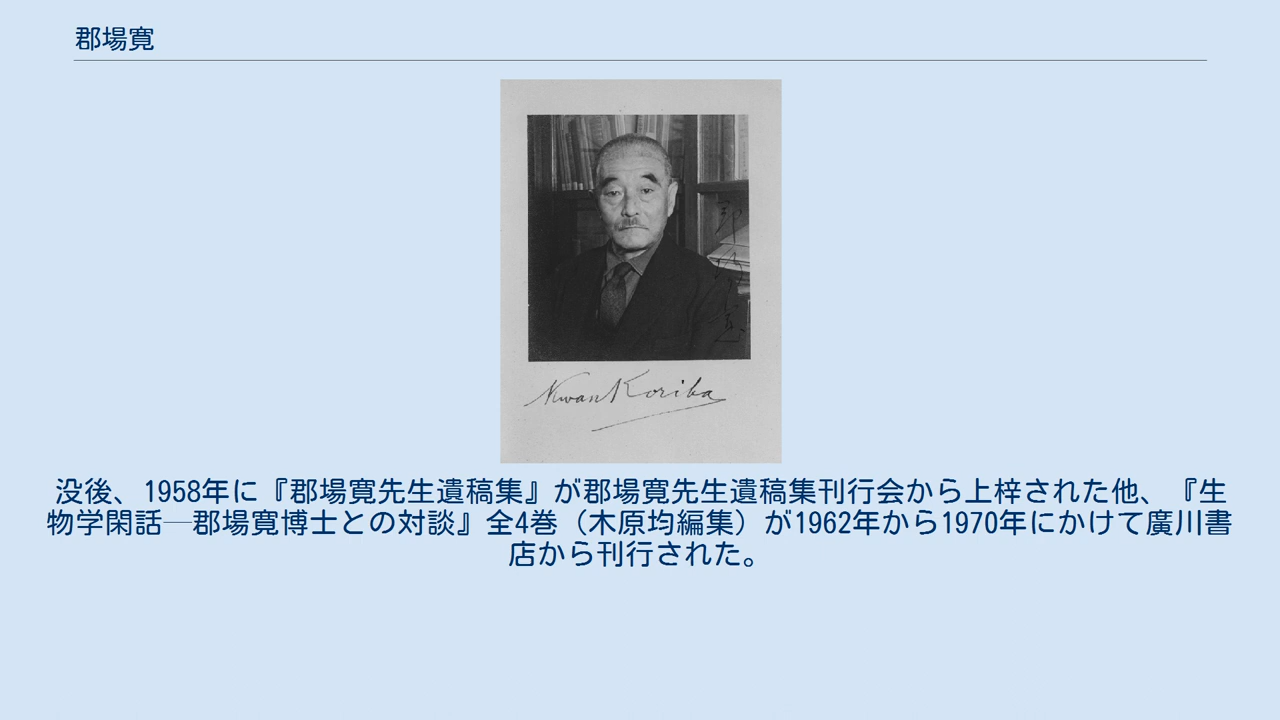 郡場寛
Kwan Koriba
没後、1958年に『郡場寛先生遺稿集』が郡場寛先生遺稿集刊行会から上梓された他、『生
物学閑話―郡場寛博士との対談』全4巻（木原均編集）が1962年から1970年にかけて廣川書
店から刊行された。